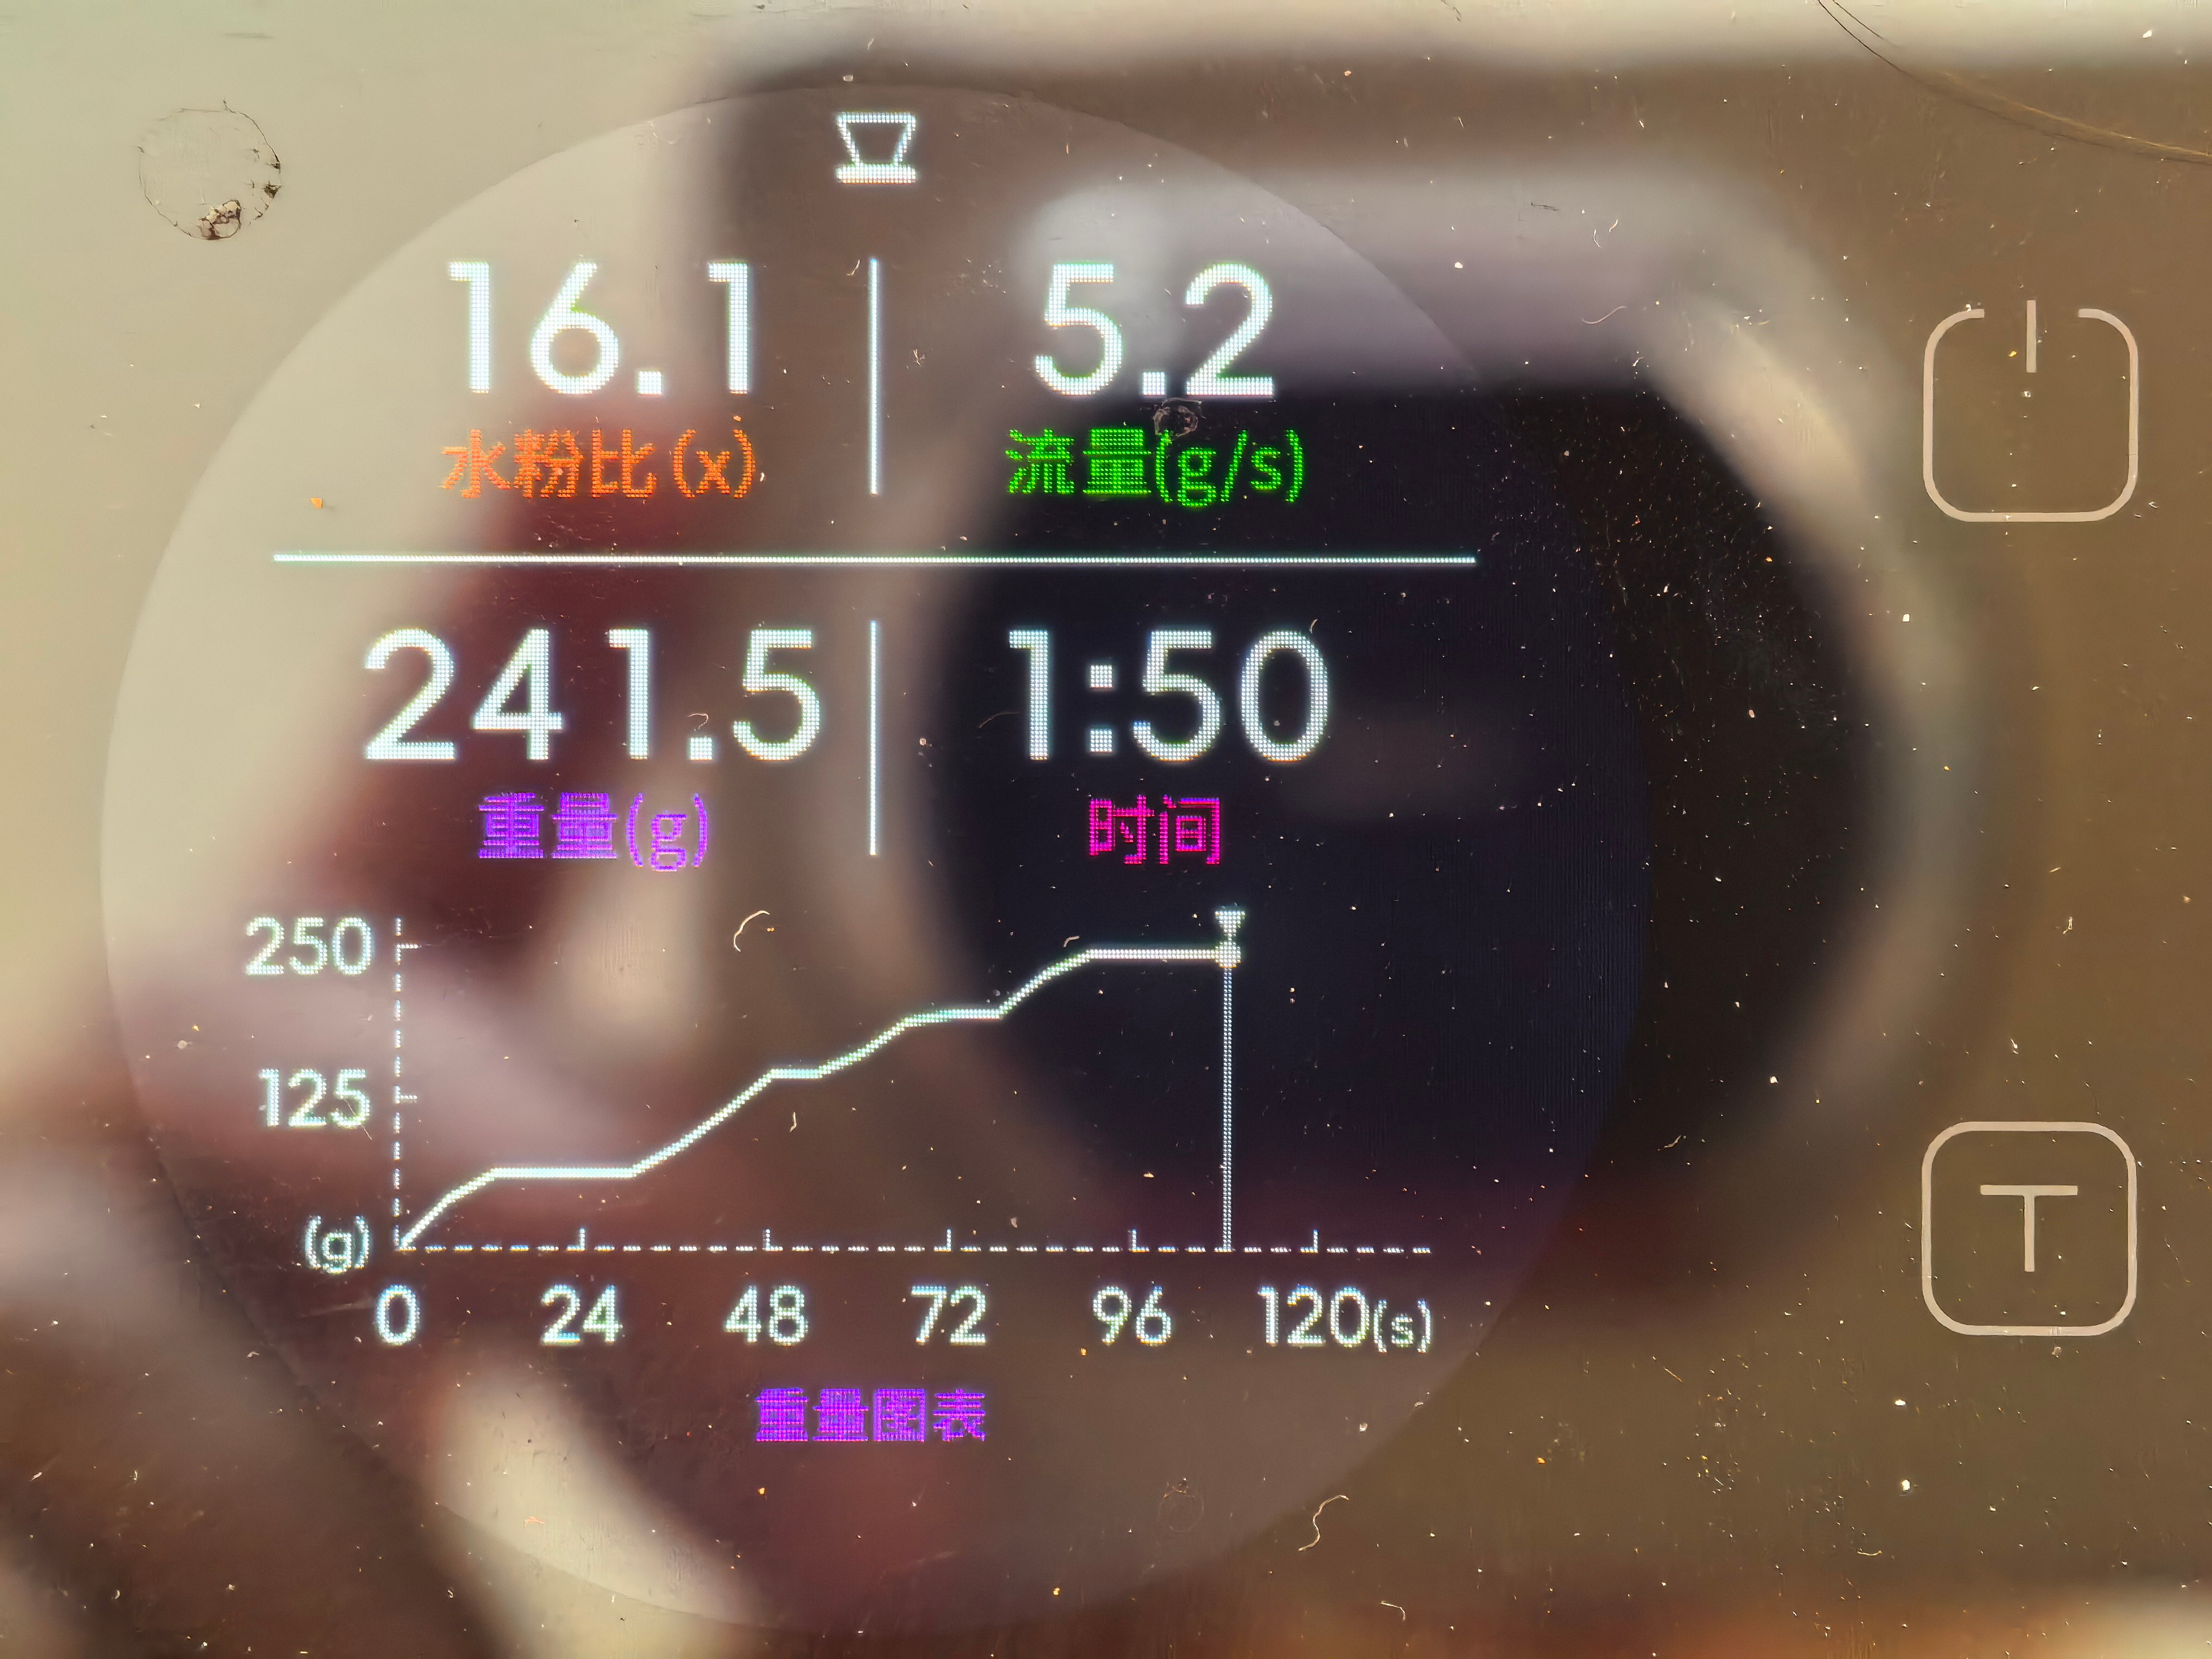 16.1 5.2
水粉比(x) 流量(g/s)
241.5 1:50
重量(g) 时间
250
125
(g)
0 24 48 72 96 120(s)
重量图表
T